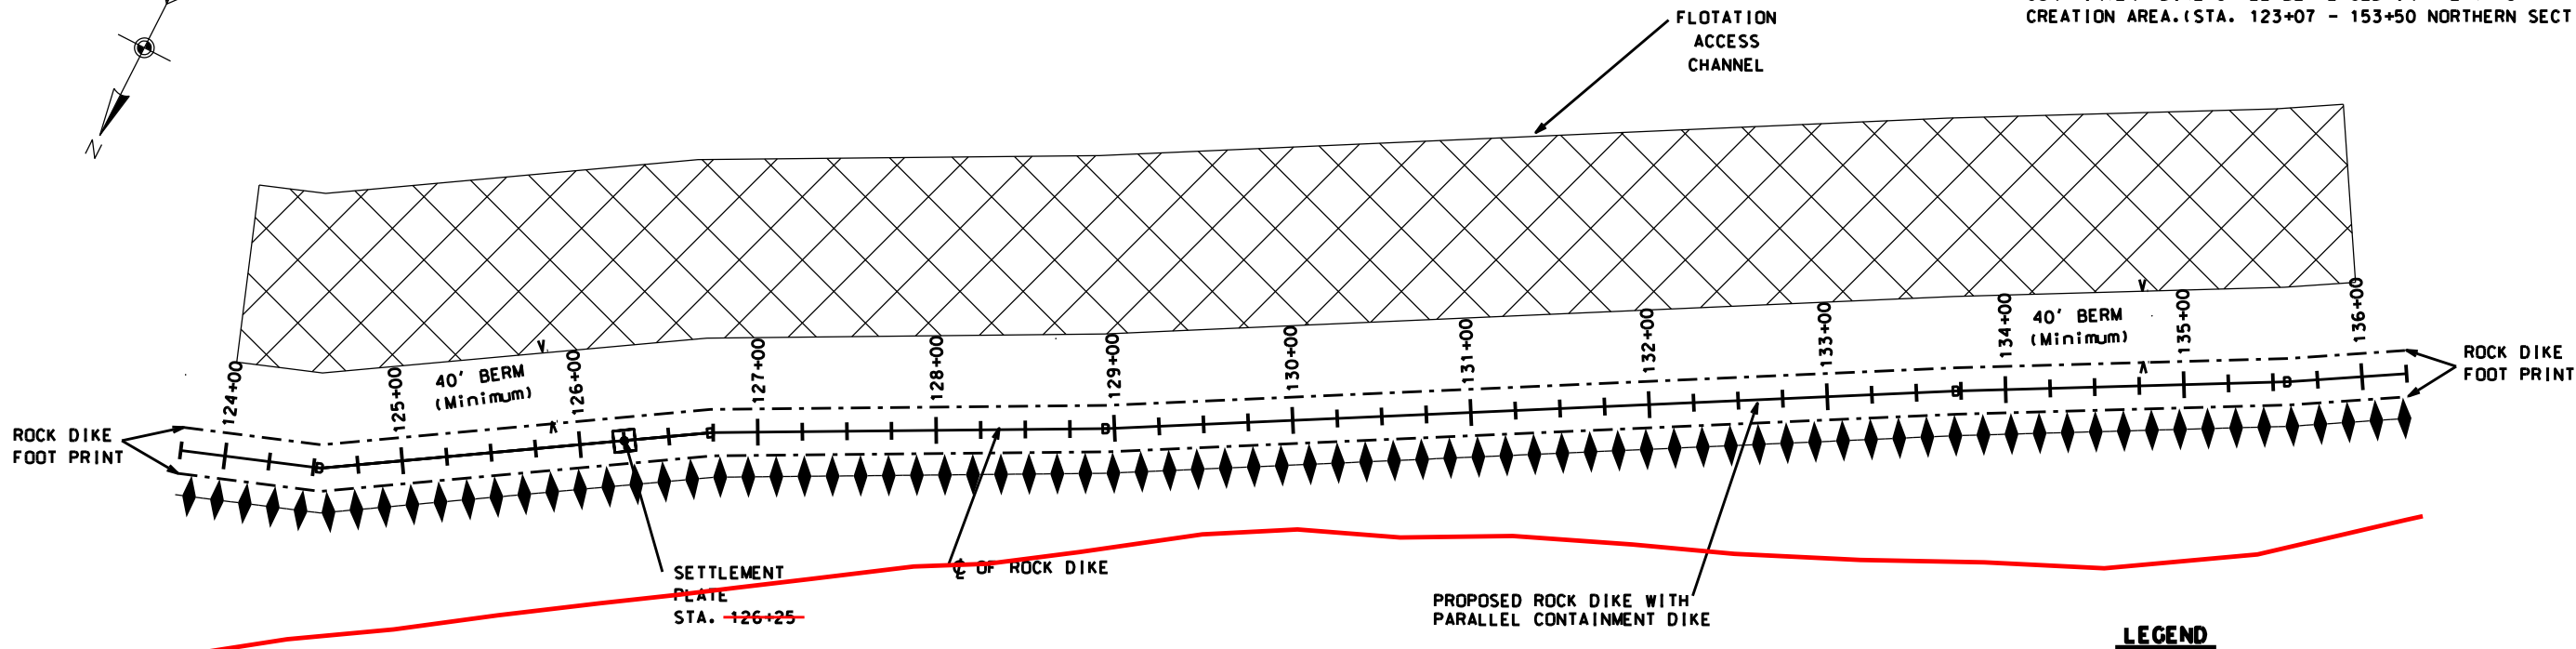 CREATION AREA.(STA. 123+07 - 153+50 NORTHERN SECT
FLOTATION
ACCESS
CHANNEL
N
124+00
125+00
126+00
127+00
128+00
129+00
130+00
131+00
132+00
133+00
134+00
135+00
136+00
40' BERM
(Minimum)
40' BERM
(Minimum)
ROCK DIKE
FOOT PRINT
ROCK DIKE
FOOT PRINT
SETTLEMENT
PLATE
STA. 126+25
℄ OF ROCK DIKE
PROPOSED ROCK DIKE WITH
PARALLEL CONTAINMENT DIKE
LEGEND